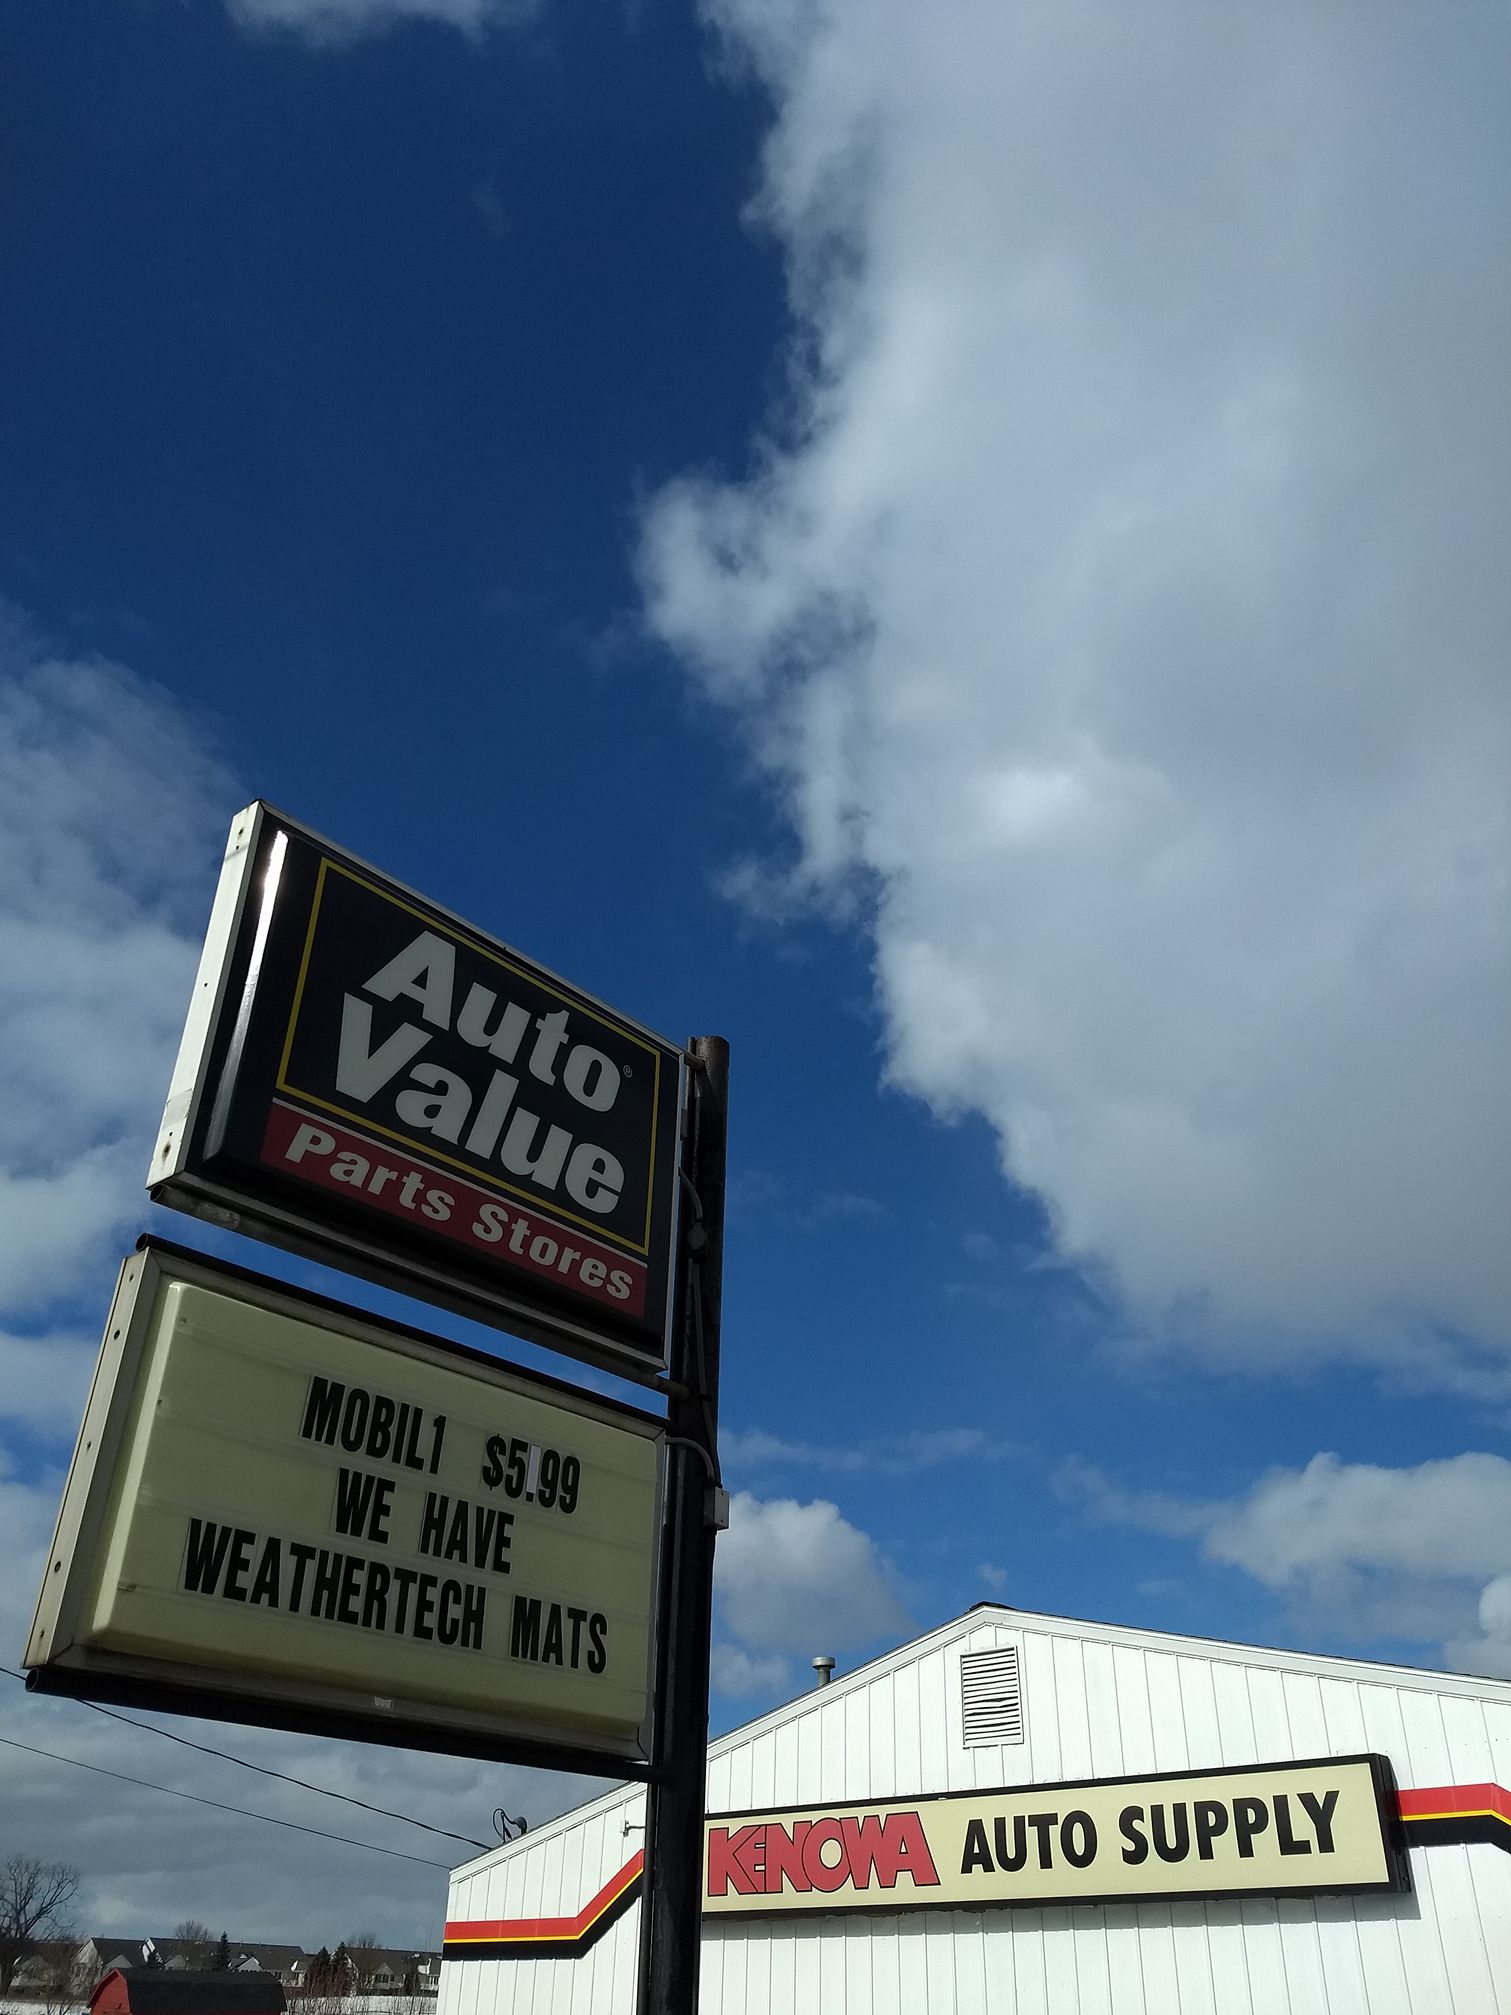 Auto
Value®
Parts Stores
MOBIL1 $5.99
WE HAVE
WEATHERTECH MATS
KENOWA AUTO SUPPLY